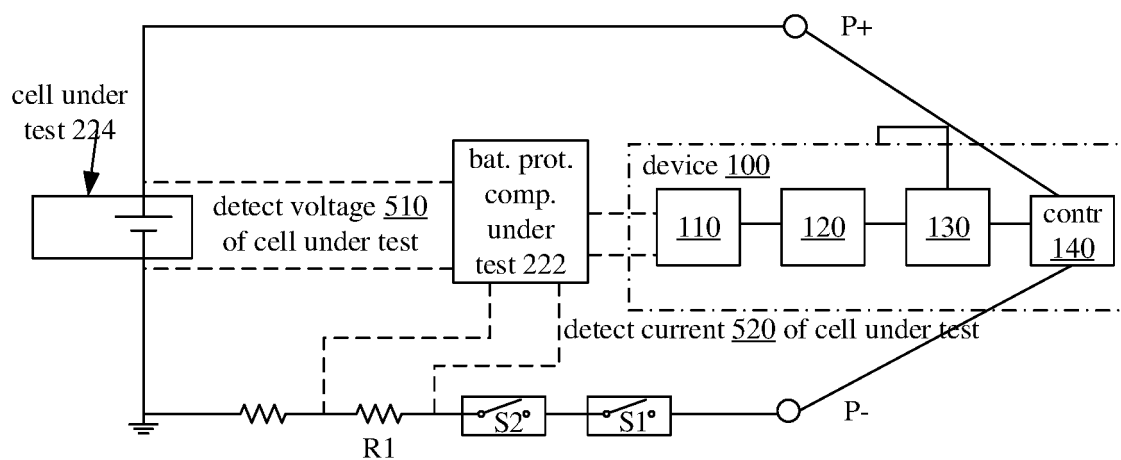 P+
cell under
test 224
bat. prot.
comp.
under
test 222
device 100
detect voltage 510
of cell under test
110
120
130
contr
140
detect current 520 of cell under test
S2
S1
P-
R1